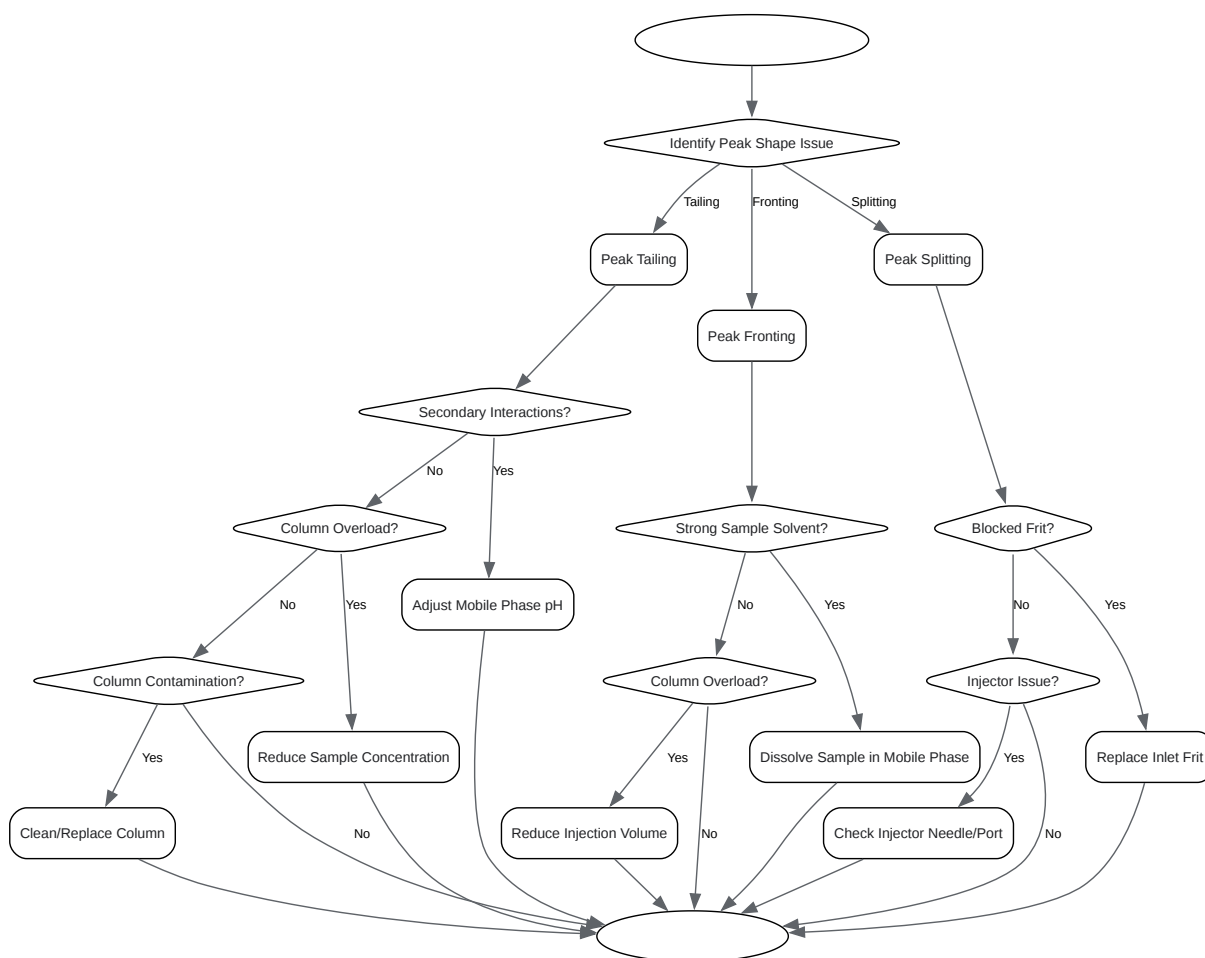 Identify Peak Shape Issue
Tailing
Fronting
Splitting
Peak Tailing
Peak Splitting
Peak Fronting
Secondary Interactions?
No
Yes
Column Overload?
Strong Sample Solvent?
Blocked Frit?
No
Yes
Adjust Mobile Phase pH
No
Yes
No
Yes
Column Contamination?
Column Overload?
Injector Issue?
Yes
Reduce Sample Concentration
Yes
Dissolve Sample in Mobile Phase
Yes
Replace Inlet Frit
Clean/Replace Column
No
Reduce Injection Volume
No
Check Injector Needle/Port
No